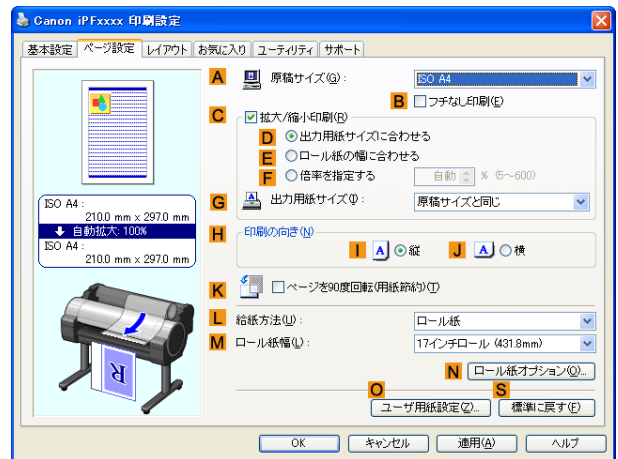 Canon iPFxxxx 印刷設定
基本設定 ページ設定 レイアウト お気に入り ユーティリティ サポート
A 原稿サイズ(G): ISO A4
B フチなし印刷(E)
C 拡大/縮小印刷(R)
D 出力用紙サイズに合わせる
E ロール紙の幅に合わせる
F 倍率を指定する 自動 % (5～600)
G 出力用紙サイズ(I): 原稿サイズと同じ
ISO A4 :
210.0 mm x 297.0 mm
自動拡大: 100%
ISO A4 :
210.0 mm x 297.0 mm
H 印刷の向き(N)
I A 縦 J A 横
K ページを90度回転(用紙節約)(T)
L 給紙方法(U): ロール紙
M ロール紙幅(L): 17インチロール (431.8mm)
R
N ロール紙オプション(O)...
O S
ユーザ用紙設定(Z)... 標準に戻す(F)
OK キャンセル 適用(A) ヘルプ